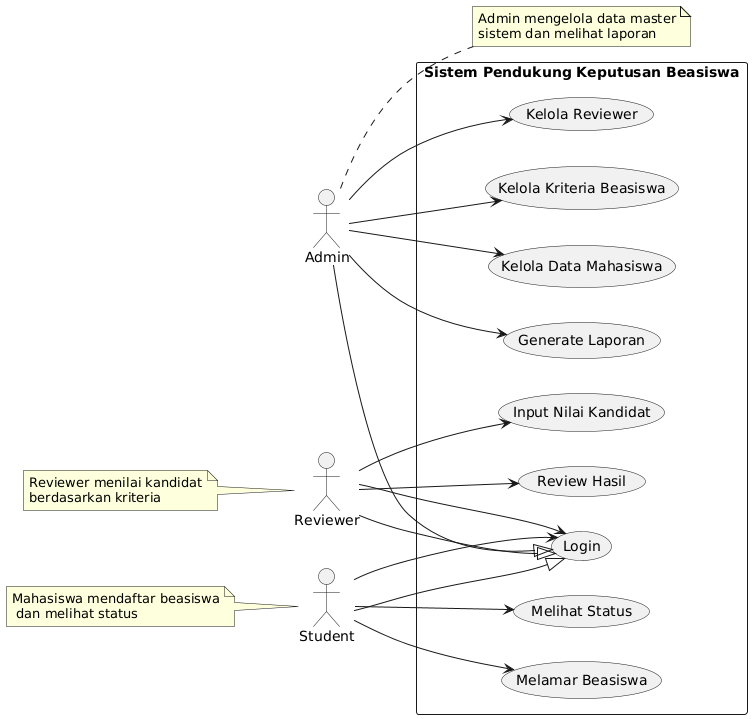 Admin mengelola data master
sistem dan melihat laporan
Sistem Pendukung Keputusan Beasiswa
Kelola Reviewer
Kelola Kriteria Beasiswa
Admin
Kelola Data Mahasiswa
Generate Laporan
Input Nilai Kandidat
Reviewer menilai kandidat
berdasarkan kriteria
Review Hasil
Reviewer
Login
Mahasiswa mendaftar beasiswa
dan melihat status
Melihat Status
Student
Melamar Beasiswa